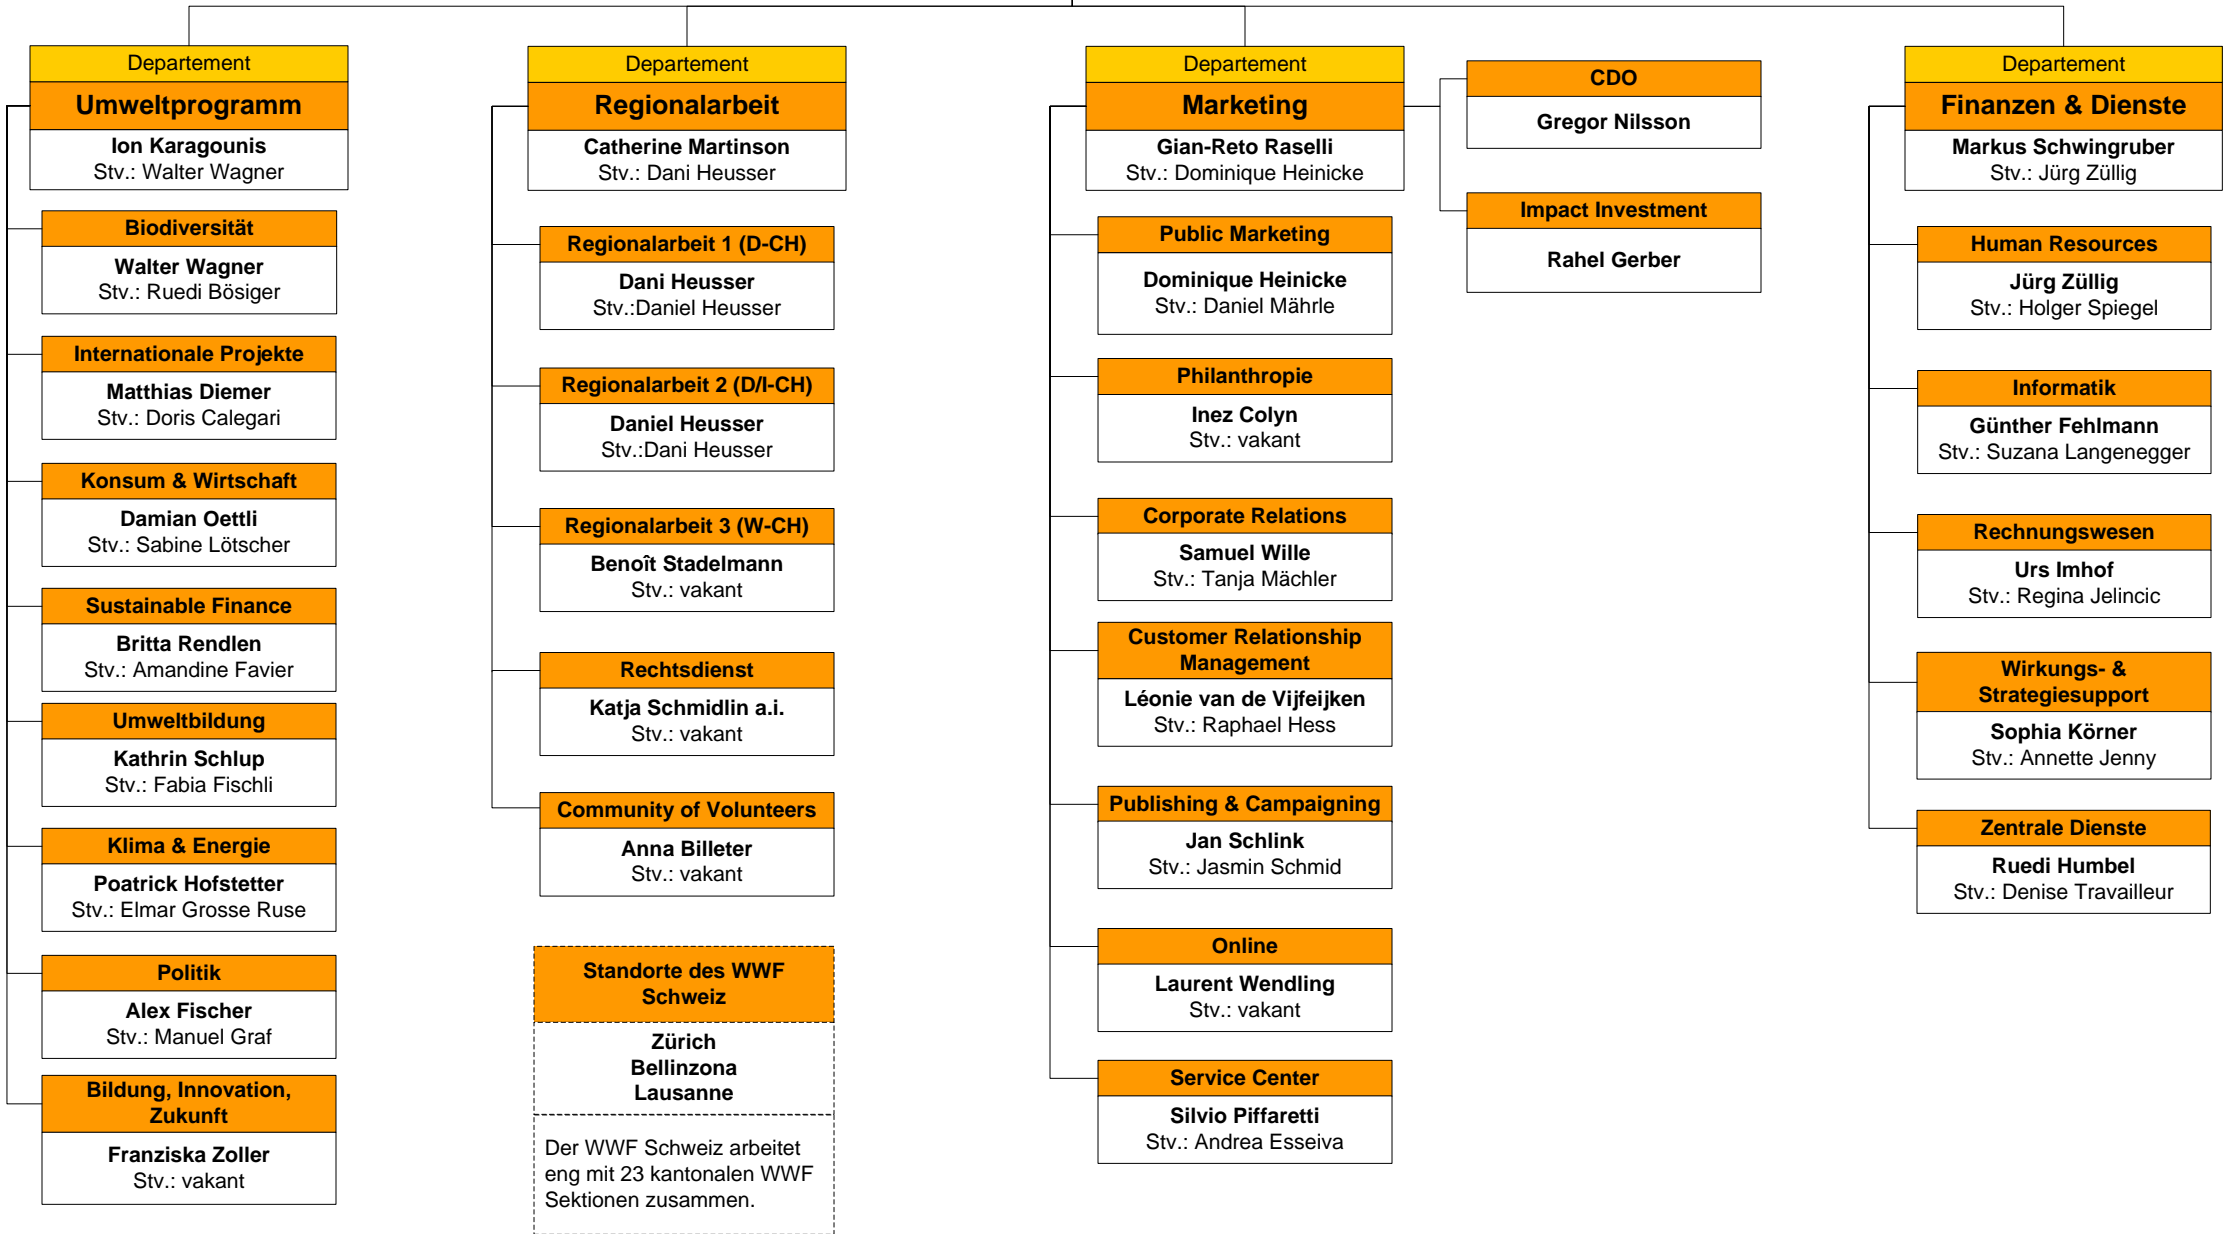 Departement
Umweltprogramm
Ion Karagounis
Stv.: Walter Wagner
Biodiversität
Walter Wagner
Stv.: Ruedi Bösiger
Internationale Projekte
Matthias Diemer
Stv.: Doris Calegari
Konsum & Wirtschaft
Damian Oettli
Stv.: Sabine Lötscher
Sustainable Finance
Britta Rendlen
Stv.: Amandine Favier
Umweltbildung
Kathrin Schlup
Stv.: Fabia Fischli
Klima & Energie
Poatrick Hofstetter
Stv.: Elmar Grosse Ruse
Politik
Alex Fischer
Stv.: Manuel Graf
Bildung, Innovation,
Zukunft
Franziska Zoller
Stv.: vakant
Departement
Regionalarbeit
Catherine Martinson
Stv.: Dani Heusser
Regionalarbeit 1 (D-CH)
Dani Heusser
Stv.:Daniel Heusser
Regionalarbeit 2 (D/I-CH)
Daniel Heusser
Stv.:Dani Heusser
Regionalarbeit 3 (W-CH)
Benoît Stadelmann
Stv.: vakant
Rechtsdienst
Katja Schmidlin a.i.
Stv.: vakant
Community of Volunteers
Anna Billeter
Stv.: vakant
Standorte des WWF
Schweiz
Zürich
Bellinzona
Lausanne
Der WWF Schweiz arbeitet
eng mit 23 kantonalen WWF
Sektionen zusammen.
Departement
Marketing
Gian-Reto Raselli
Stv.: Dominique Heinicke
Public Marketing
Dominique Heinicke
Stv.: Daniel Mährle
Philanthropie
Inez Colyn
Stv.: vakant
Corporate Relations
Samuel Wille
Stv.: Tanja Mächler
Customer Relationship
Management
Léonie van de Vijfeijken
Stv.: Raphael Hess
Publishing & Campaigning
Jan Schlink
Stv.: Jasmin Schmid
Online
Laurent Wendling
Stv.: vakant
Service Center
Silvio Piffaretti
Stv.: Andrea Esseiva
CDO
Gregor Nilsson
Impact Investment
Rahel Gerber
Departement
Finanzen & Dienste
Markus Schwingruber
Stv.: Jürg Züllig
Human Resources
Jürg Züllig
Stv.: Holger Spiegel
Informatik
Günther Fehlmann
Stv.: Suzana Langenegger
Rechnungswesen
Urs Imhof
Stv.: Regina Jelincic
Wirkungs- &
Strategiesupport
Sophia Körner
Stv.: Annette Jenny
Zentrale Dienste
Ruedi Humbel
Stv.: Denise Travailleur